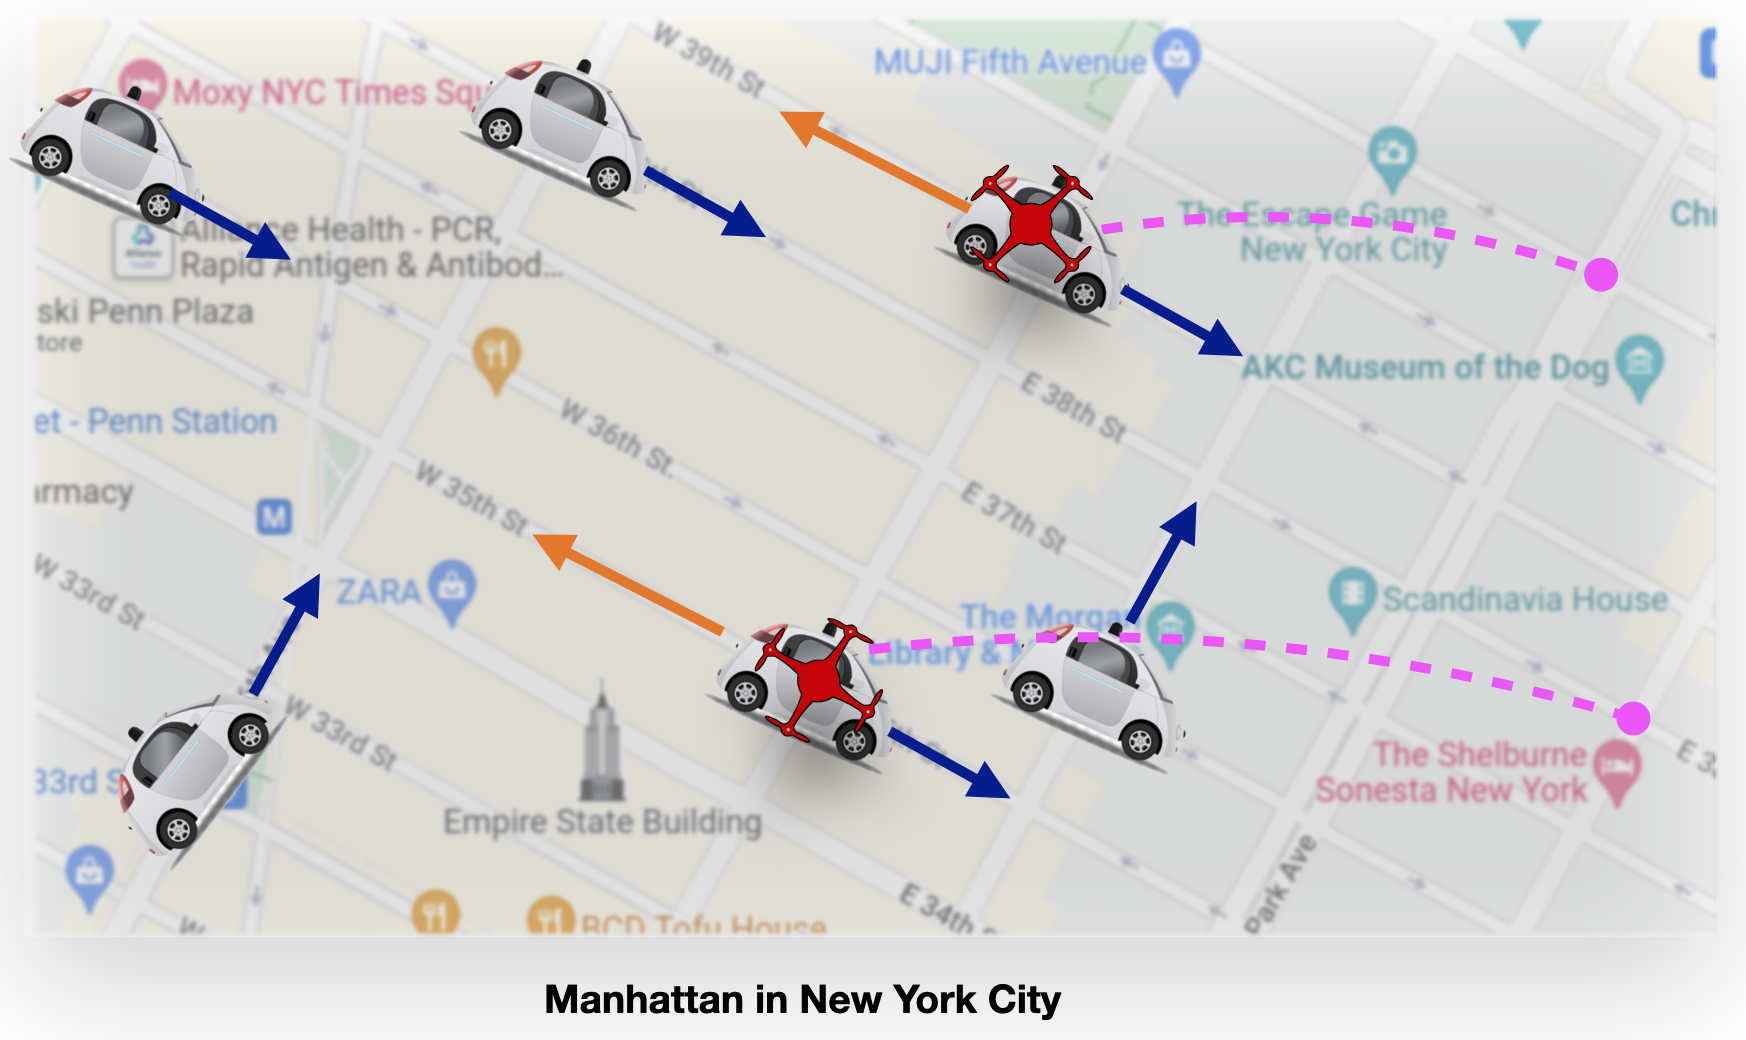 W 39th St
MUJI Fifth Avenue
Moxy NYC Times Squ
The Escape Game
New York City
Chi
Alliance Health - PCR,
Rapid Antigen & Antibod...
ski Penn Plaza
tore
AKC Museum of the Dog
E 38th St
et - Penn Station
W 36th St.
W 35th St
armacy
M
E 37th St
W 33rd St
ZARA
Scandinavia House
The Morgan
Library &
W 33rd St
33rd S
The Shelburne
Sonesta New York
E 3
Empire State Building
Park Ave
E 34th S
W
BCD Tofu House
Manhattan in New York City